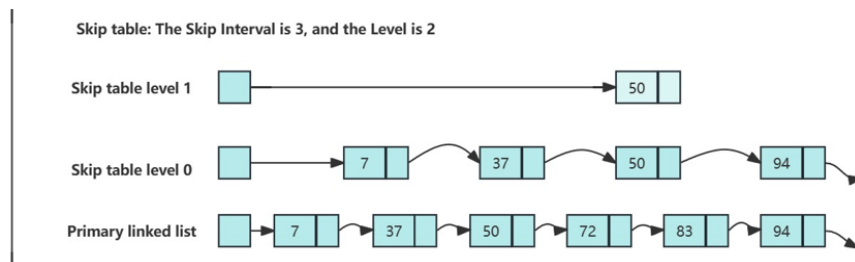 Skip table: The Skip Interval is 3, and the Level is 2
Skip table level 1 50
Skip table level 0 7 37 50 94
Primary linked list 7 37 50 72 83 94